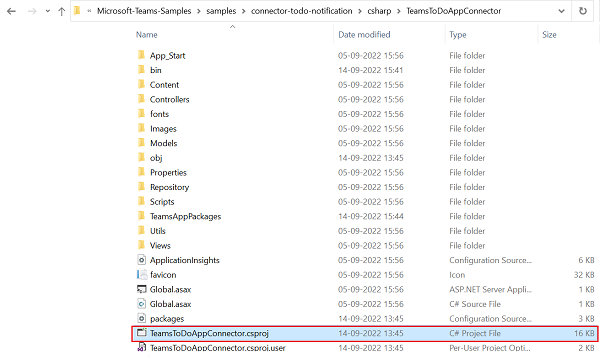 « Microsoft-Teams-Samples › samples › connector-todo-notification › csharp › TeamsToDoAppConnector
Name Date modified Type Size
App_Start 05-09-2022 15:56 File folder
bin 14-09-2022 15:41 File folder
Content 05-09-2022 15:56 File folder
Controllers 05-09-2022 15:56 File folder
fonts 05-09-2022 15:56 File folder
Images 05-09-2022 15:56 File folder
Models 05-09-2022 15:56 File folder
obj 14-09-2022 13:45 File folder
Properties 05-09-2022 15:56 File folder
Repository 05-09-2022 15:56 File folder
Scripts 05-09-2022 15:56 File folder
TeamsAppPackages 14-09-2022 15:44 File folder
Utils 05-09-2022 15:56 File folder
Views 05-09-2022 15:56 File folder
ApplicationInsights 05-09-2022 15:56 Configuration Source... 6 KB
favicon 05-09-2022 15:56 Icon 32 KB
Global.asax 05-09-2022 15:56 ASP.NET Server Appli... 1 KB
Global.asax 05-09-2022 15:56 C# Source File 2 KB
packages 14-09-2022 13:45 Configuration Source... 3 KB
TeamsToDoAppConnector.csproj 14-09-2022 13:45 C# Project File 16 KB
TeamsToDoAppConnector.csproj.user 14-09-2022 13:45 Per-User Project Opti... 2 KB